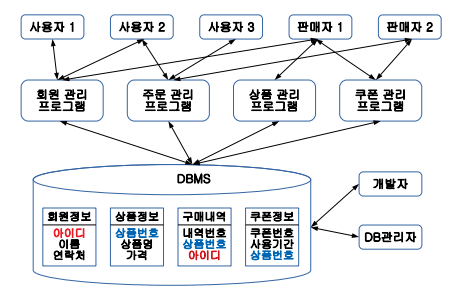 사용자 1 사용자 2 사용자 3 판매자 1 판매자 2
회원 관리 프로그램
주문 관리 프로그램
상품 관리 프로그램
쿠폰 관리 프로그램
DBMS
회원정보
아이디
이름
연락처
상품정보
상품번호
상품명
가격
구매내역
내역번호
상품번호
아이디
쿠폰정보
쿠폰번호
사용기간
상품번호
개발자
DB관리자